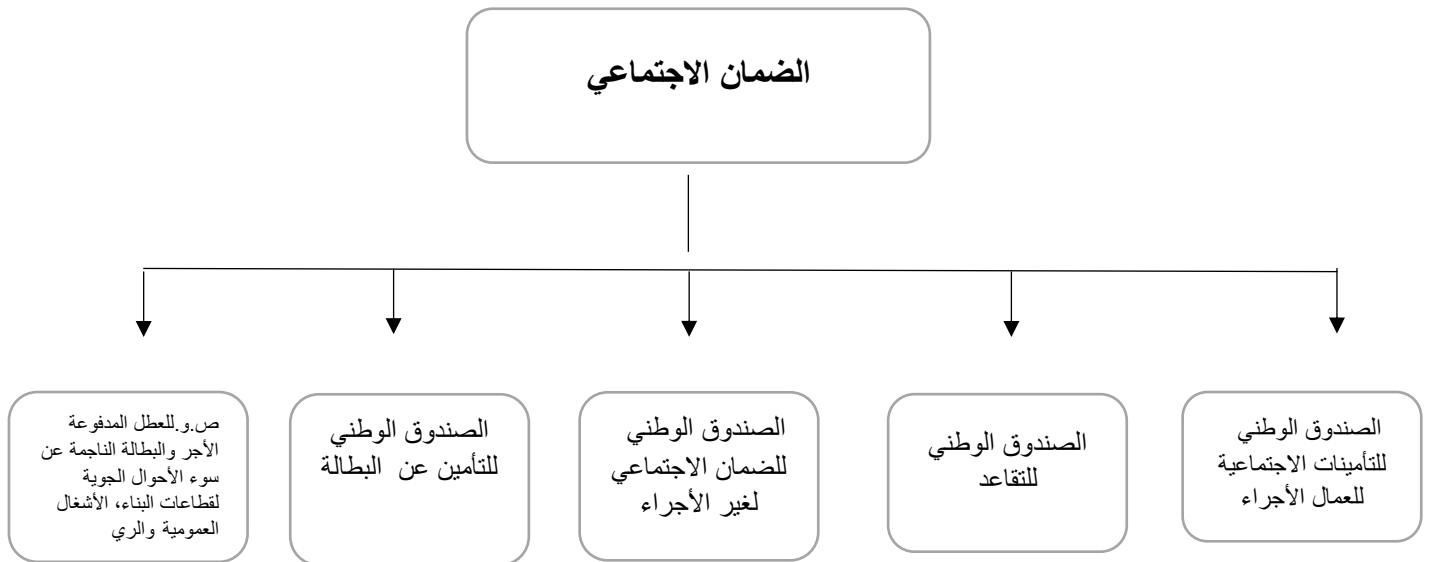 الضمان الاجتماعي
الصندوق الوطني
للتأمينات الاجتماعية
للعمال الأجراء
الصندوق الوطني
للتقاعد
الصندوق الوطني
للضمان الاجتماعي
لغير الأجراء
الصندوق الوطني
للتأمين عن البطالة
ص.و.للعطل المدفوعة
الأجر والبطالة الناجمة عن
سوء الأحوال الجوية
لقطاعات البناء، الأشغال
العمومية والري